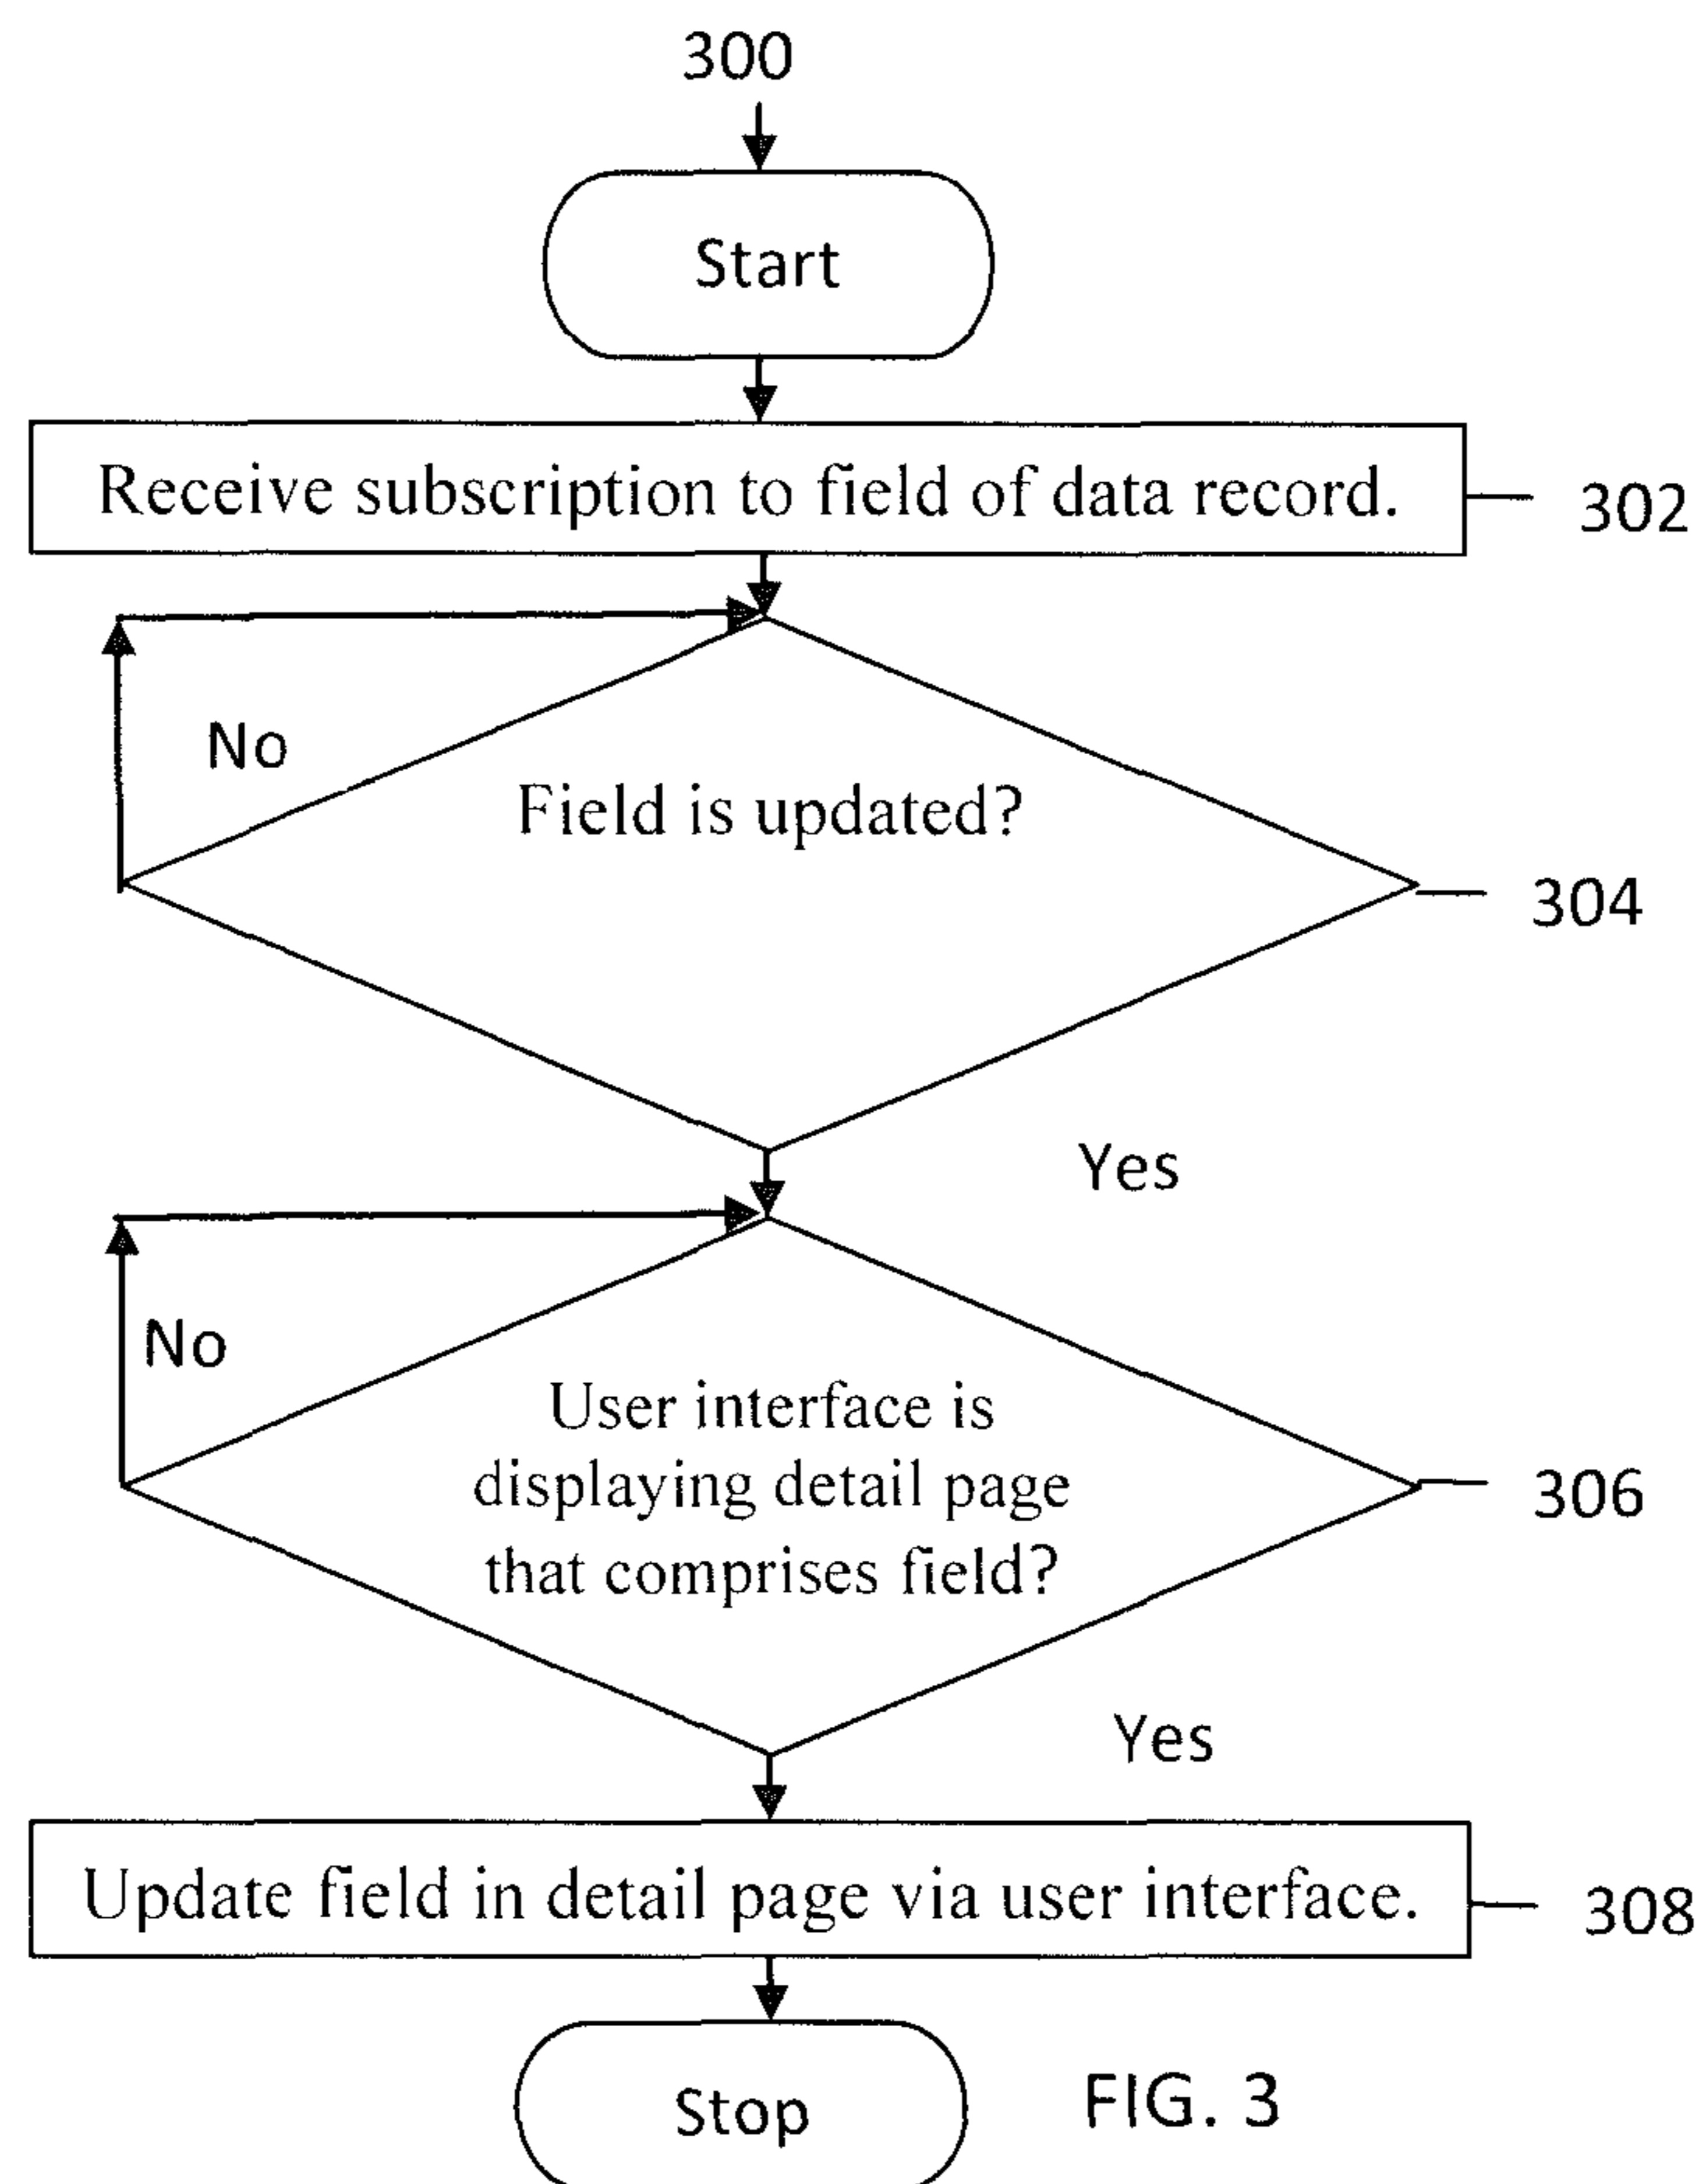 300
Start
Receive subscription to field of data record.
302
No
Field is updated?
304
Yes
No
User interface is
displaying detail page
that comprises field?
306
Yes
Update field in detail page via user interface.
308
Stop
FIG. 3